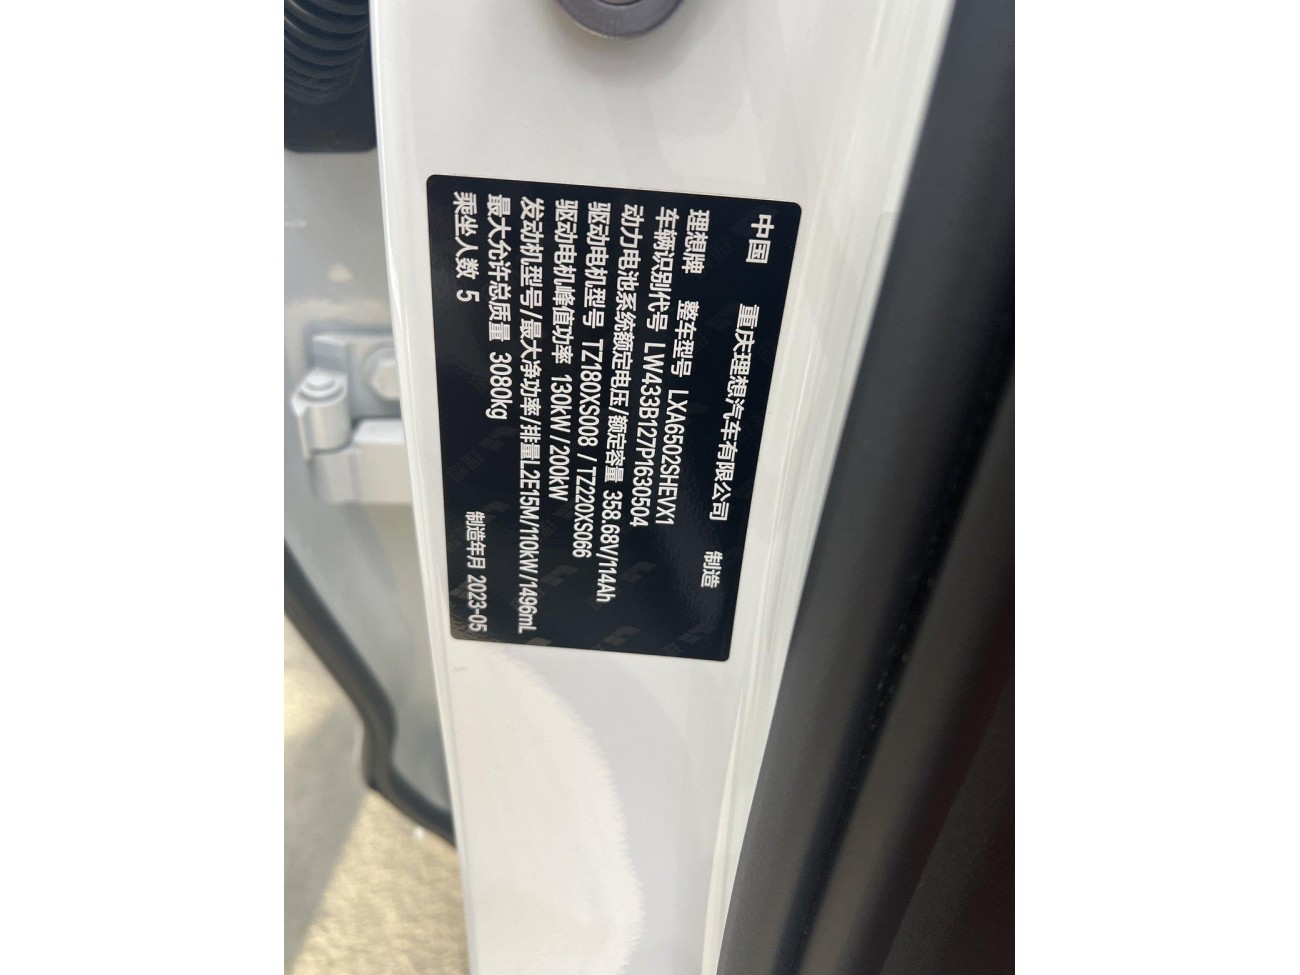 中国 重庆理想汽车有限公司 制造
理想牌 整车型号 LXA6502SHEVX1
车辆识别代号 LW433B127P1630504
动力电池系统额定电压/额定容量 358.68V/114Ah
驱动电机型号 TZ180XS008 / TZ220XS066
驱动电机峰值功率 130kW/200kW
发动机型号/最大净功率/排量L2E15M/110kW/1496mL
最大允许总质量 3080kg
乘坐人数 5 制造年月 2023-05